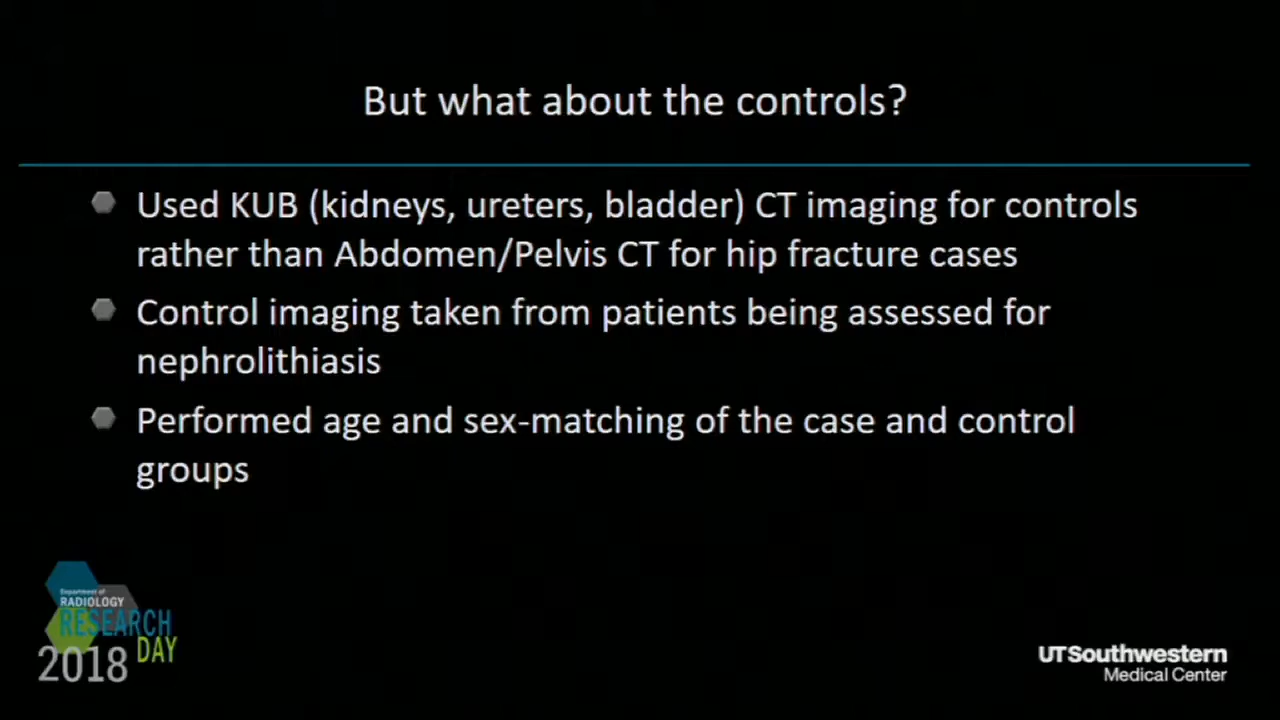 But what about the controls?
Used KUB (kidneys, ureters, bladder) CT imaging for controls
rather than Abdomen/Pelvis CT for hip fracture cases
Control imaging taken from patients being assessed for
nephrolithiasis
Performed age and sex-matching of the case and control
groups
Department of
RADIOLOGY
RESEARCH
DAY
2018
UTSouthwestern
Medical Center